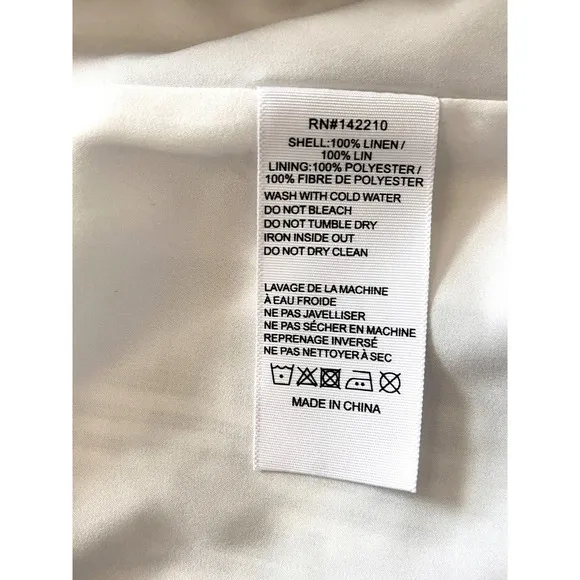 RN#142210
SHELL:100% LINEN /
100% LIN
LINING:100% POLYESTER /
100% FIBRE DE POLYESTER
WASH WITH COLD WATER
DO NOT BLEACH
DO NOT TUMBLE DRY
IRON INSIDE OUT
DO NOT DRY CLEAN
LAVAGE DE LA MACHINE
À EAU FROIDE
NE PAS JAVELLISER
NE PAS SÉCHER EN MACHINE
REPRENAGE INVERSÉ
NE PAS NETTOYER À SEC
MADE IN CHINA